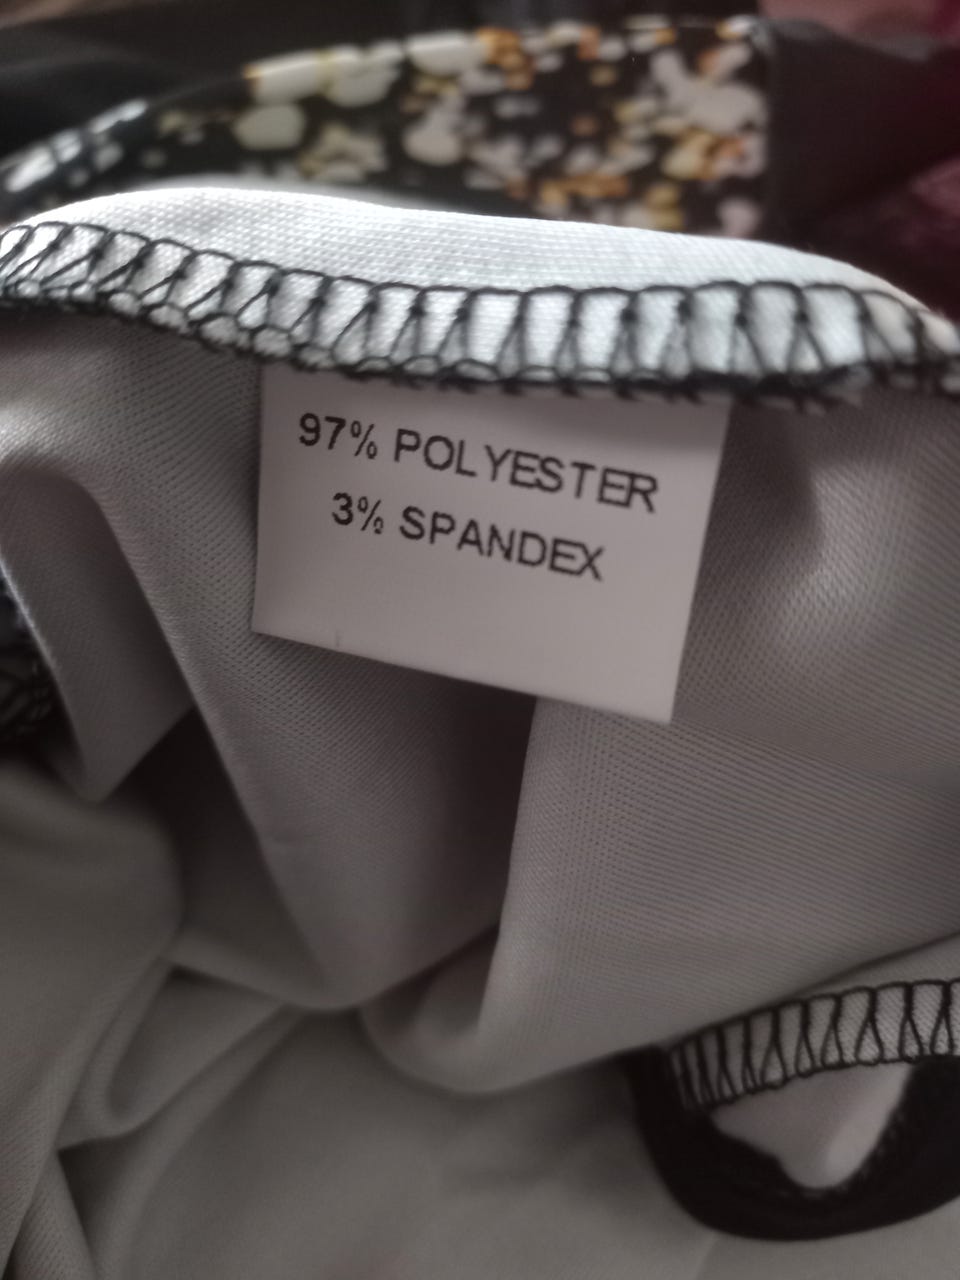 97% POLYESTER
3% SPANDEX